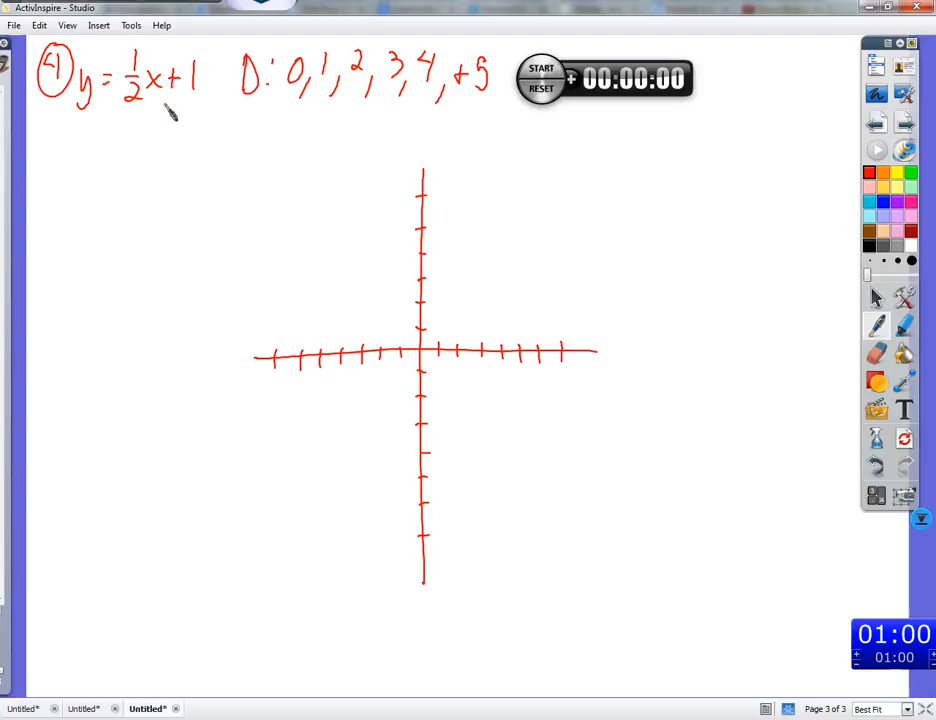 ActivInspire - Studio
File Edit View Insert Tools Help
④ y = 1/2 x + 1 D: 0, 1, 2, 3, 4, + 5
START
RESET
+ 00:00:00
T
01:00
01:00
Untitled* Untitled* Untitled* Page 3 of 3 Best Fit